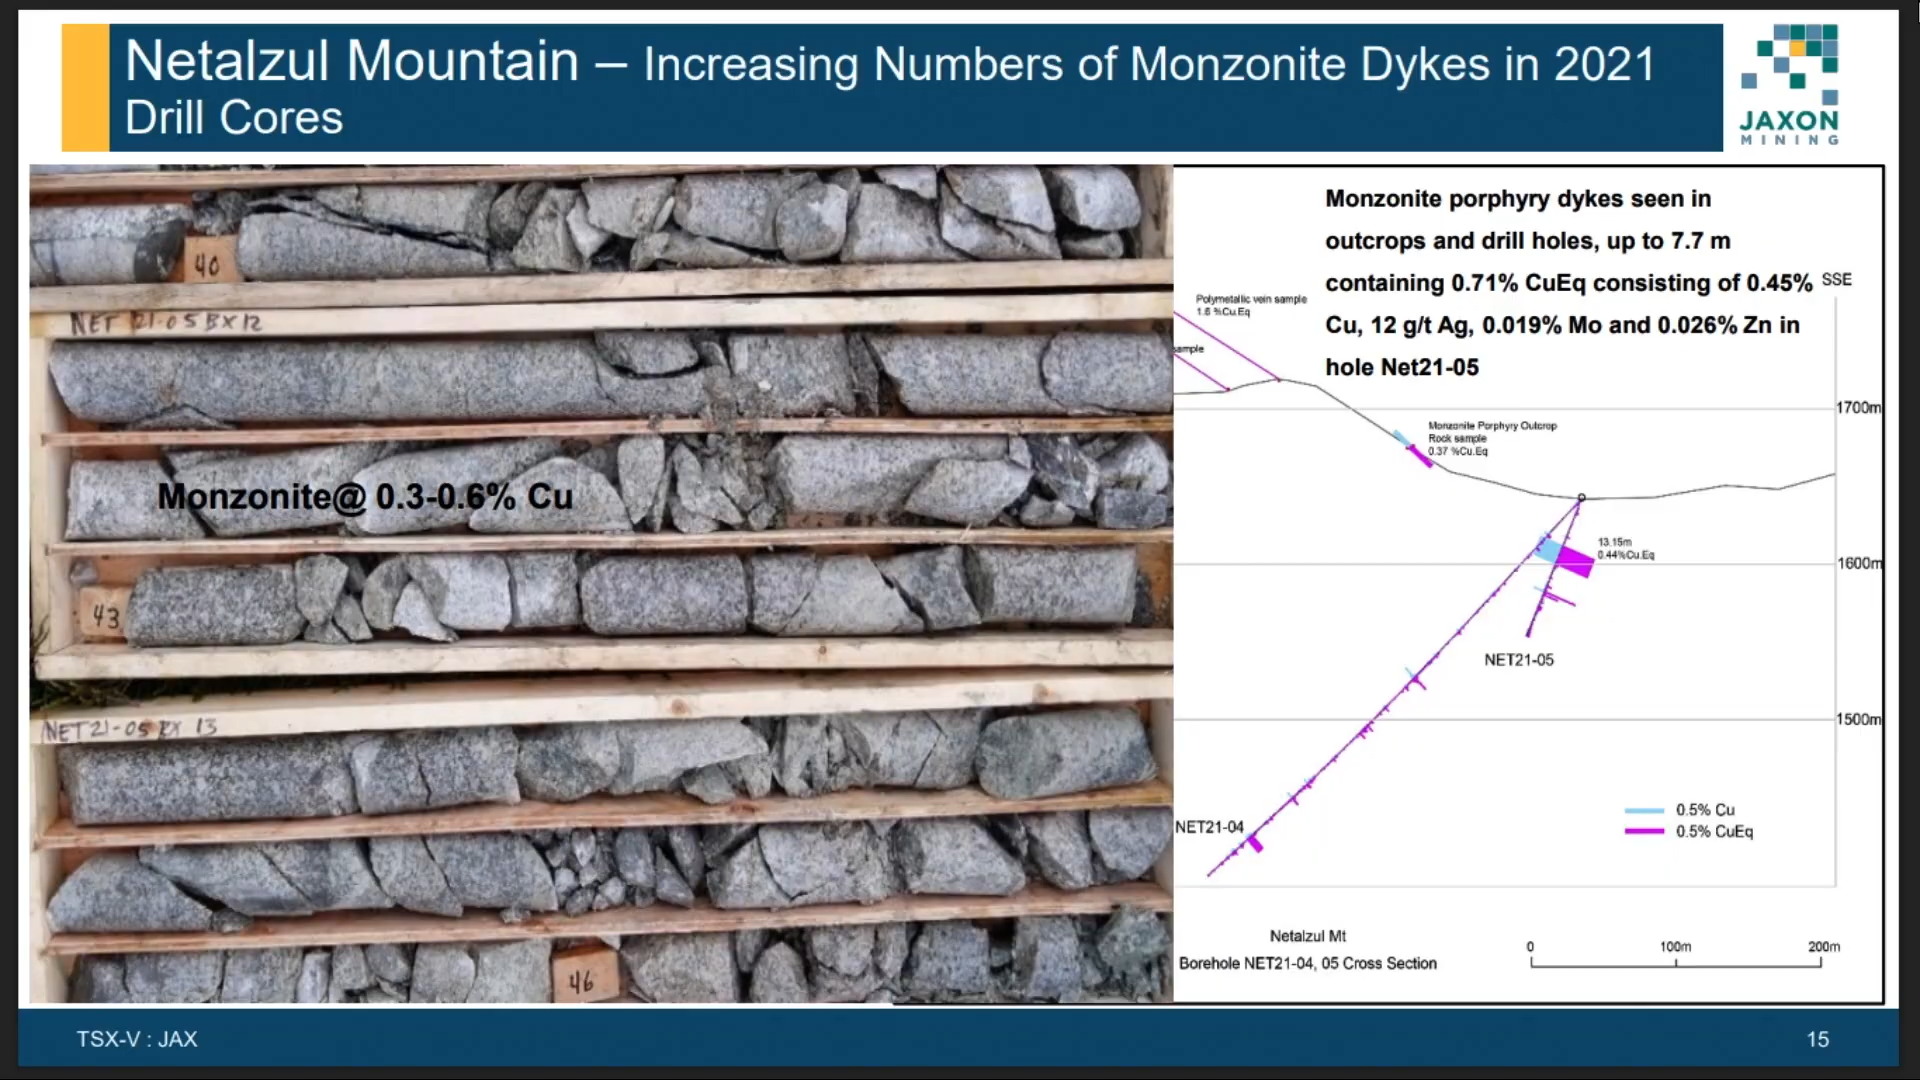 Netalzul Mountain – Increasing Numbers of Monzonite Dykes in 2021
Drill Cores
JAXON
MINING
40
NET 21-05 BX 12
Monzonite@ 0.3-0.6% Cu
43
NET 21-05 BX 13
46
Monzonite porphyry dykes seen in
outcrops and drill holes, up to 7.7 m
containing 0.71% CuEq consisting of 0.45%
Cu, 12 g/t Ag, 0.019% Mo and 0.026% Zn in
hole Net21-05
SSE
Polymetallic vein sample
1.6 %Cu.Eq
sample
1700m
Monzonite Porphyry Outcrop
Rock sample
0.37 %Cu.Eq
13.15m
0.44%Cu.Eq
1600m
NET21-05
1500m
0.5% Cu
0.5% CuEq
NET21-04
Netalzul Mt
Borehole NET21-04, 05 Cross Section
0 100m 200m
TSX-V : JAX
15